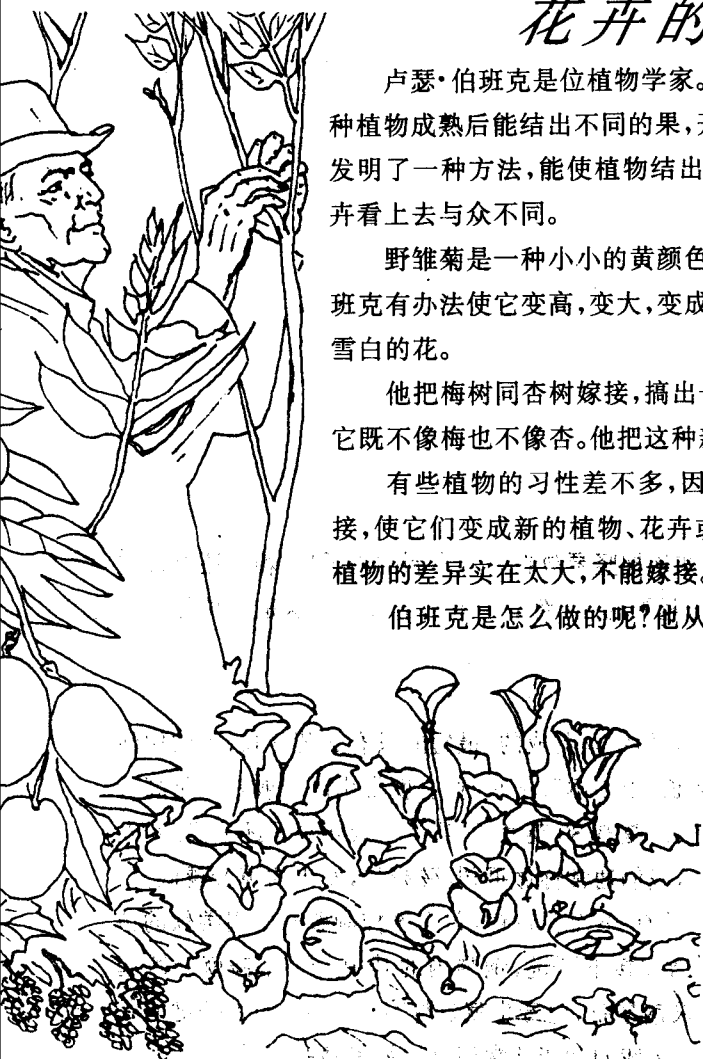 花卉的
卢瑟·伯班克是位植物学家。
种植物成熟后能结出不同的果，
发明了一种方法，能使植物结出
卉看上去与众不同。
野雏菊是一种小小的黄颜色
班克有办法使它变高，变大，变成
雪白的花。
他把梅树同杏树嫁接，搞出
它既不像梅也不像杏。他把这种
有些植物的习性差不多，因
接，使它们变成新的植物、花卉或
植物的差异实在太大，不能嫁接。
伯班克是怎么做的呢？他从